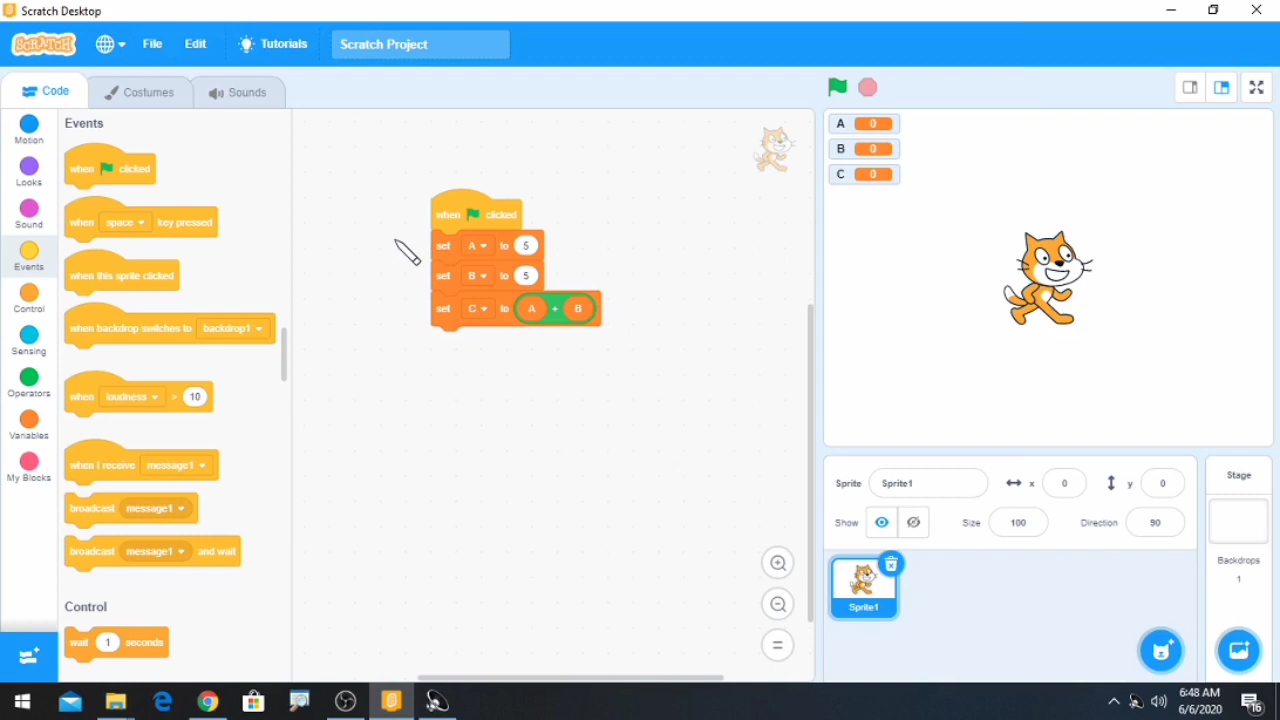 Scratch Desktop
SCRATCH File Edit Tutorials Scratch Project
Code Costumes Sounds
Motion
Looks
Sound
Events
Control
Sensing
Operators
Variables
My Blocks
Events
when clicked
when space key pressed
when this sprite clicked
when backdrop switches to backdrop1
when loudness > 10
when I receive message1
broadcast message1
broadcast message1 and wait
Control
wait 1 seconds
when clicked
set A to 5
set B to 5
set C to A + B
A 0
B 0
C 0
Sprite Sprite1 x 0 y 0
Show Size 100 Direction 90
Sprite1
Stage
Backdrops
1
6:48 AM
6/6/2020
16